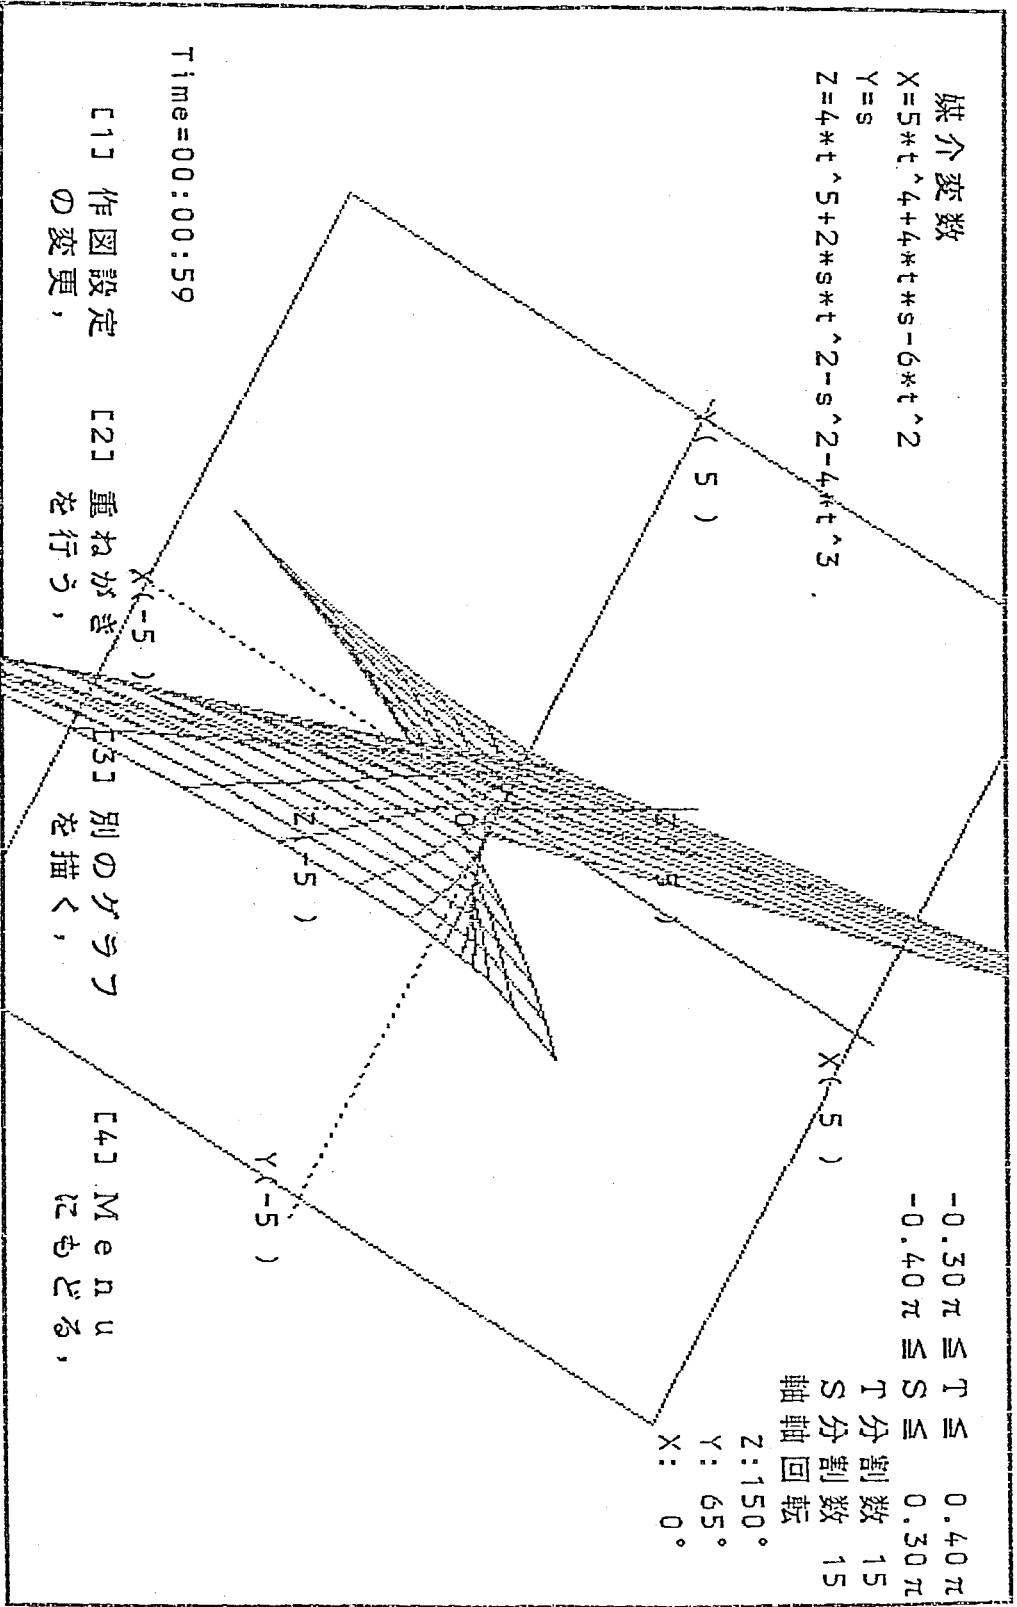 媒介変数
X=5*t^4+4*t*s-6*t^2
Y=s
Z=4*t^5+2*s*t^2-s^2-4*t^3
-0.30π≦T≦ 0.40π
-0.40π≦S≦ 0.30π
T分割数 15
S分割数 15
軸軸回転
Z:150°
Y: 65°
X: 0°
Y( 5 )
X( 5 )
Z( 5 )
0
Z(-5 )
X(-5 )
Y(-5 )
Time=00:00:59
[1] 作図設定
の変更,
[2] 重ねがき
を行う,
[3] 別のグラフ
を描く,
[4] Menu
にもどる,